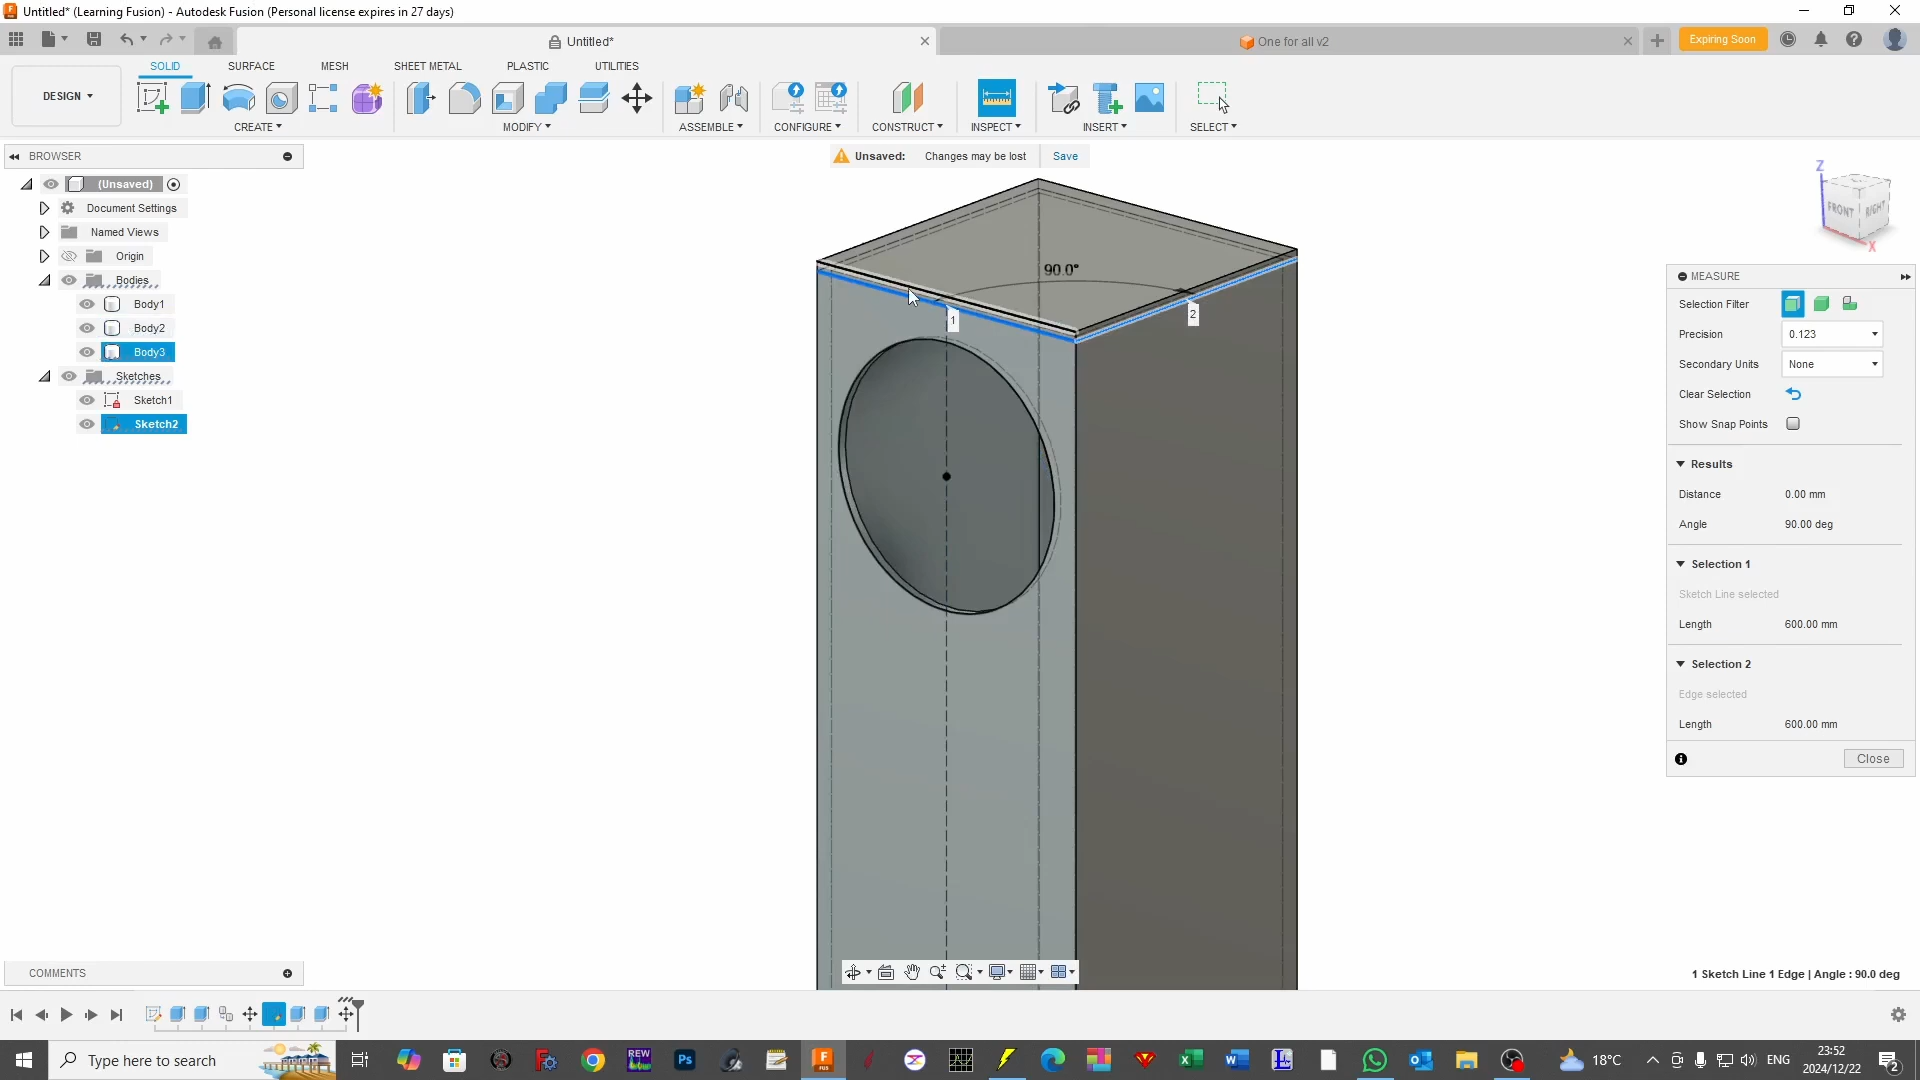 Untitled* (Learning Fusion) - Autodesk Fusion (Personal license expires in 27 days)
Untitled*
One for all v2
Expiring Soon
SOLID
SURFACE
MESH
SHEET METAL
PLASTIC
UTILITIES
DESIGN
CREATE
MODIFY
ASSEMBLE
CONFIGURE
CONSTRUCT
INSPECT
INSERT
SELECT
BROWSER
Unsaved: Changes may be lost Save
(Unsaved)
Document Settings
Named Views
Origin
Bodies
Body1
Body2
Body3
Sketches
Sketch1
Sketch2
90.0°
1
2
Z
FRONT
RIGHT
X
MEASURE
Selection Filter
Precision 0.123
Secondary Units None
Clear Selection
Show Snap Points
Results
Distance 0.00 mm
Angle 90.00 deg
Selection 1
Sketch Line selected
Length 600.00 mm
Selection 2
Edge selected
Length 600.00 mm
Close
COMMENTS
1 Sketch Line 1 Edge | Angle : 90.0 deg
Type here to search
REW
Ps
F
FUS
18°C
ENG
23:52
2024/12/22
2